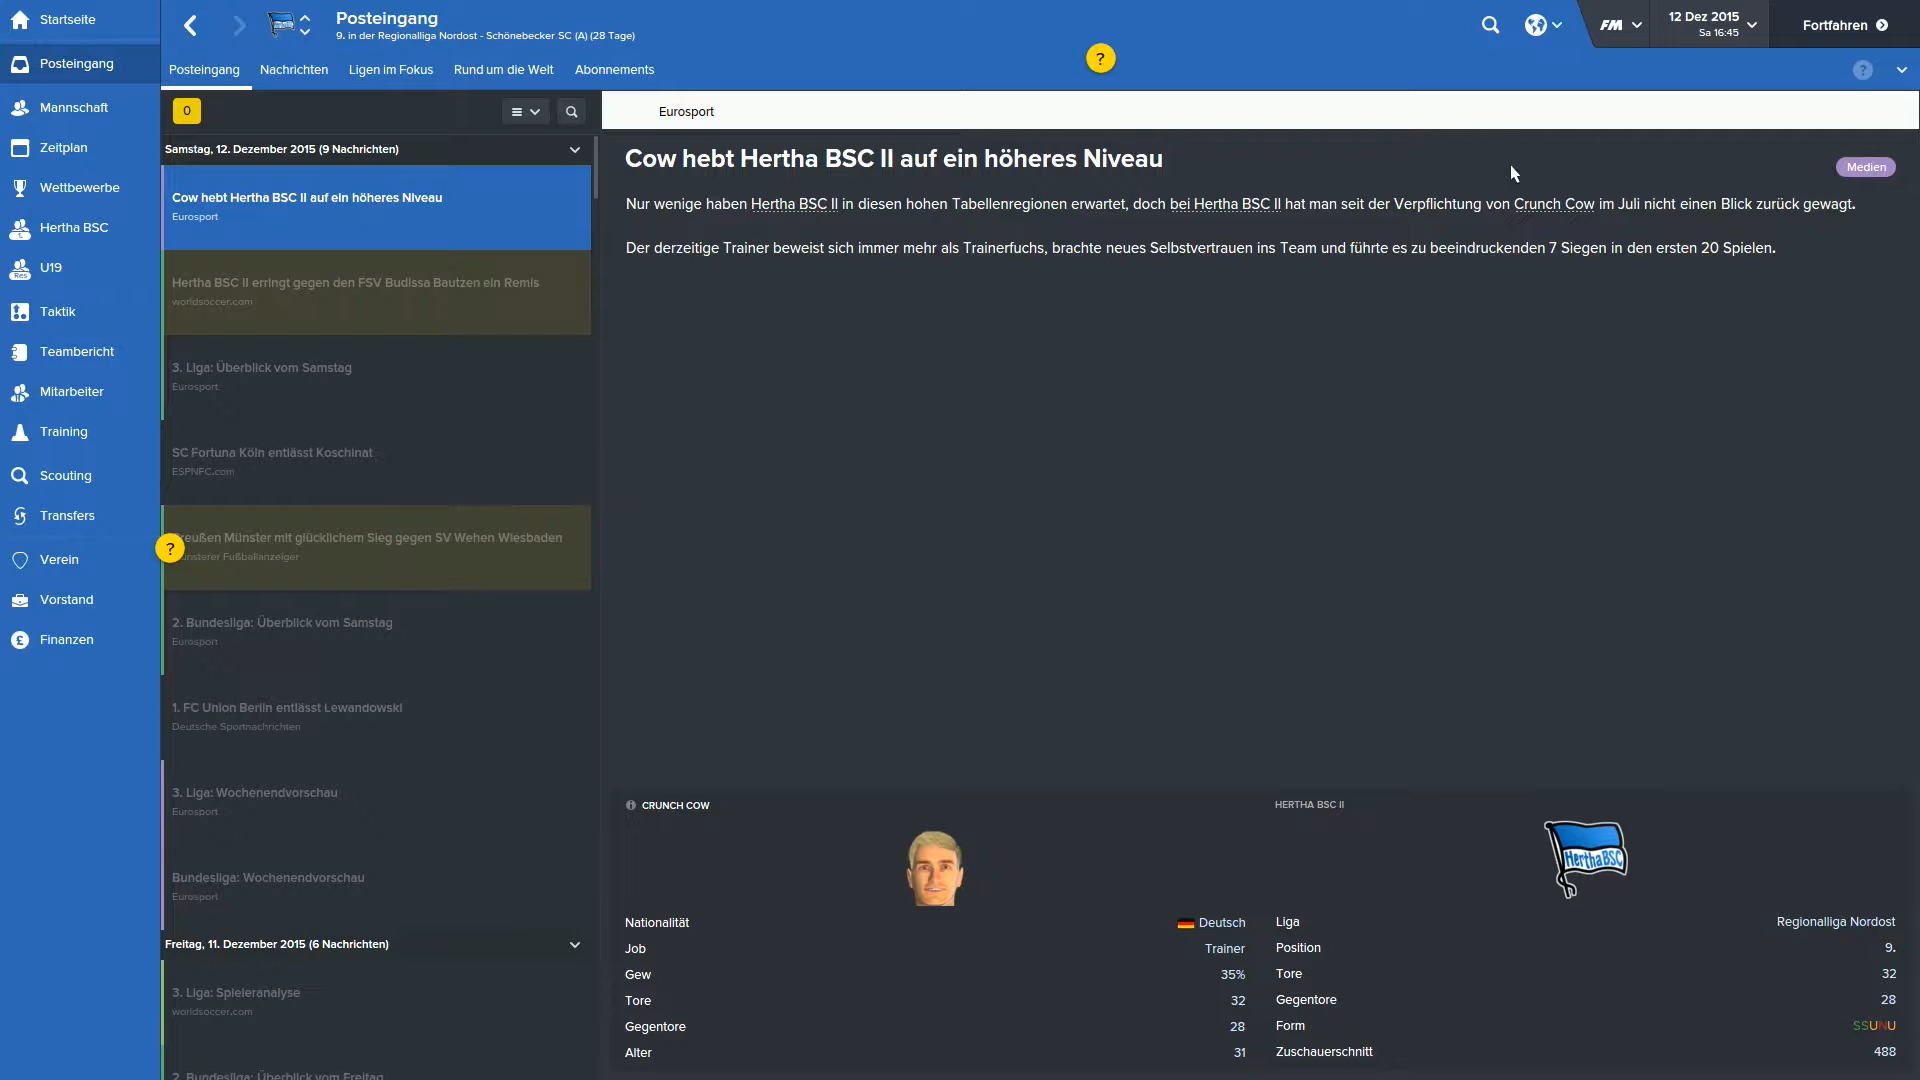 Startseite
Posteingang
Mannschaft
Zeitplan
Wettbewerbe
Hertha BSC
U19
Taktik
Teambericht
Mitarbeiter
Training
Scouting
Transfers
Verein
Vorstand
Finanzen
Posteingang
9. in der Regionalliga Nordost - Schönebecker SC (A) (28 Tage)
FM
12 Dez 2015
Sa 16:45
Fortfahren
Posteingang Nachrichten Ligen im Fokus Rund um die Welt Abonnements
?
?
0
Samstag, 12. Dezember 2015 (9 Nachrichten)
Cow hebt Hertha BSC II auf ein höheres Niveau
Eurosport
Hertha BSC II erringt gegen den FSV Budissa Bautzen ein Remis
worldsoccer.com
3. Liga: Überblick vom Samstag
Eurosport
SC Fortuna Köln entlässt Koschinat
ESPNFC.com
?
reußen Münster mit glücklichem Sieg gegen SV Wehen Wiesbaden
nsterer Fußballanzeiger
2. Bundesliga: Überblick vom Samstag
Eurosport
1. FC Union Berlin entlässt Lewandowski
Deutsche Sportnachrichten
3. Liga: Wochenendvorschau
Eurosport
Bundesliga: Wochenendvorschau
Eurosport
Freitag, 11. Dezember 2015 (6 Nachrichten)
3. Liga: Spieleranalyse
worldsoccer.com
2. Bundesliga: Überblick vom Freitag
Eurosport
Cow hebt Hertha BSC II auf ein höheres Niveau
Medien
Nur wenige haben Hertha BSC II in diesen hohen Tabellenregionen erwartet, doch bei Hertha BSC II hat man seit der Verpflichtung von Crunch Cow im Juli nicht einen Blick zurück gewagt.
Der derzeitige Trainer beweist sich immer mehr als Trainerfuchs, brachte neues Selbstvertrauen ins Team und führte es zu beeindruckenden 7 Siegen in den ersten 20 Spielen.
CRUNCH COW
Nationalität Deutsch
Job Trainer
Gew 35%
Tore 32
Gegentore 28
Alter 31
HERTHA BSC II
Hertha BSC
Liga Regionalliga Nordost
Position 9.
Tore 32
Gegentore 28
Form SSUNU
Zuschauerschnitt 488